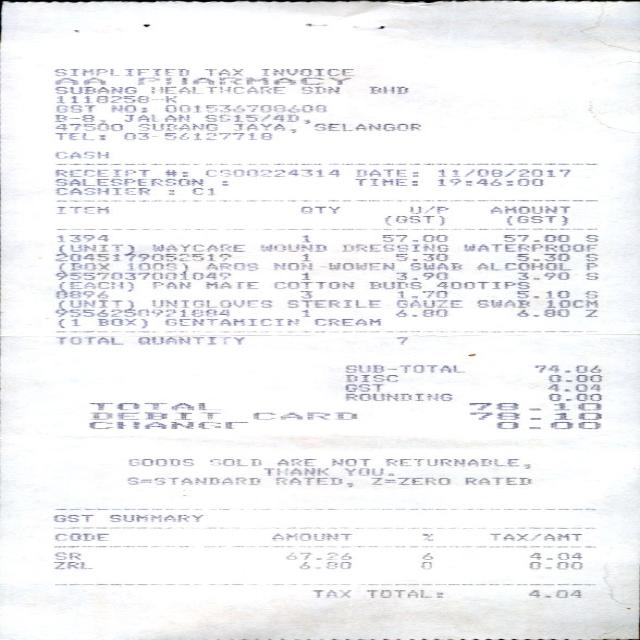 SIMPLIFIED TAX INVOICE
AA PHARMACY
SUBANG HEALTHCARE SDN BHD
1118258-K
GST NO: 001536708608
B-8, JALAN SS15/4D,
47500 SUBANG JAYA, SELANGOR
TEL: 03-56127718
CASH
RECEIPT #: CS00224314 DATE: 11/08/2017
SALESPERSON : TIME: 19:46:00
CASHIER : C1
ITEM QTY U/P AMOUNT
(GST) (GST)
1394 1 57.00 57.00 S
(UNIT) WAYCARE WOUND DRESSING WATERPROOF
2045179052519 1 5.30 5.30 S
(BOX 100S) AROS NON-WOWEN SWAB ALCOHOL P
9557037001049 1 3.90 3.90 S
(EACH) PAN MATE COTTON BUDS 400TIPS
8896 3 1.70 5.10 S
(UNIT) UNIGLOVES STERILE GAUZE SWAB 10CM
9556250921884 1 6.80 6.80 Z
(1 BOX) GENTAMICIN CREAM
TOTAL QUANTITY 7
SUB-TOTAL 74.06
DISC 0.00
GST 4.04
ROUNDING 0.00
TOTAL 78.10
DEBIT CARD 78.10
CHANGE 0.00
GOODS SOLD ARE NOT RETURNABLE,
THANK YOU.
S=STANDARD RATED, Z=ZERO RATED
GST SUMMARY
CODE AMOUNT % TAX/AMT
SR 67.26 6 4.04
ZRL 6.80 0 0.00
TAX TOTAL: 4.04